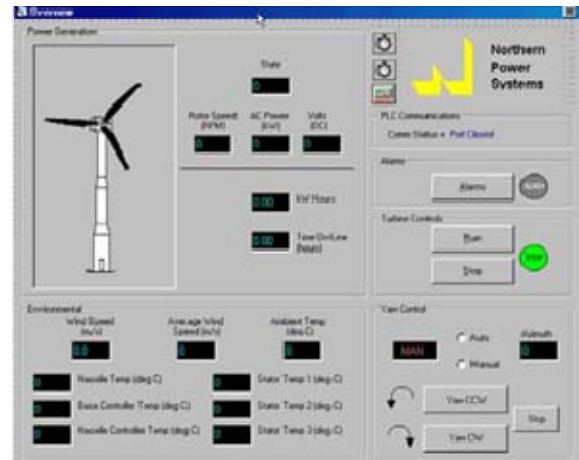 Overview
Power Generation
State
0
Rotor Speed (RPM)
AC Power (kW)
Volts (DC)
0
0
0
0.00
kW Hours
0.00
Time On-Line (hours)
Northern
Power
Systems
PLC Communications
Comm Status = Port Closed
Alarms
Alarms
Turbine Controls
Run
Stop
STOP
Environmental
Wind Speed (m/s)
Average Wind Speed (m/s)
Ambient Temp (deg C)
0.0
0
0
0
Nacelle Temp (deg C)
0
Stator Temp 1 (deg C)
0
Base Controller Temp (deg C)
0
Stator Temp 2 (deg C)
0
Nacelle Controller Temp (deg C)
0
Stator Temp 3 (deg C)
Yaw Control
MAN
Auto
Manual
Azimuth
0
Yaw CCW
Yaw CW
Stop